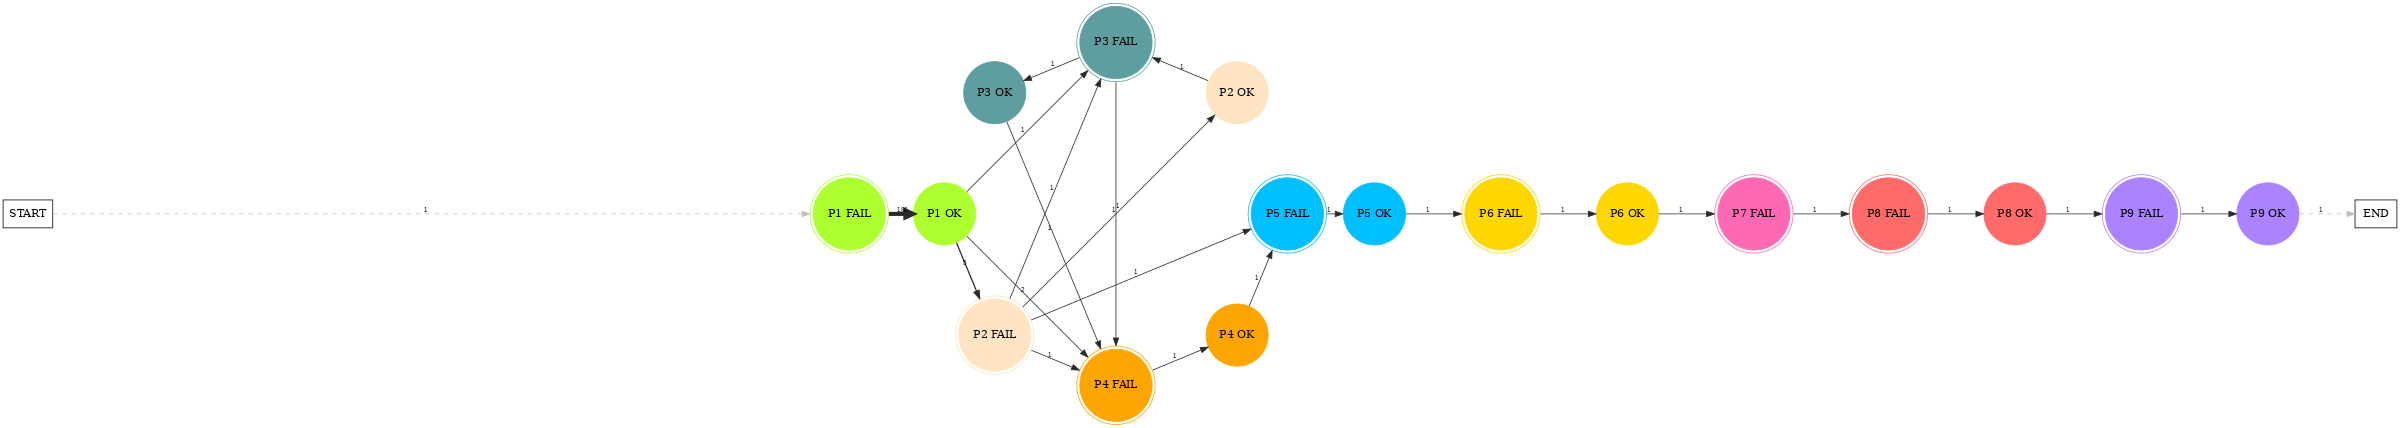 P3 FAIL
1
1
P3 OK
P2 OK
1
1
1 1
START
1
P1 FAIL
P1 OK
P5 FAIL
1
P5 OK
1
P6 FAIL
1
P6 OK
1
P7 FAIL
1
P8 FAIL
1
P8 OK
1
P9 FAIL
1
P9 OK
1
END
1
1
1
2
P2 FAIL
P4 OK
1
1
P4 FAIL